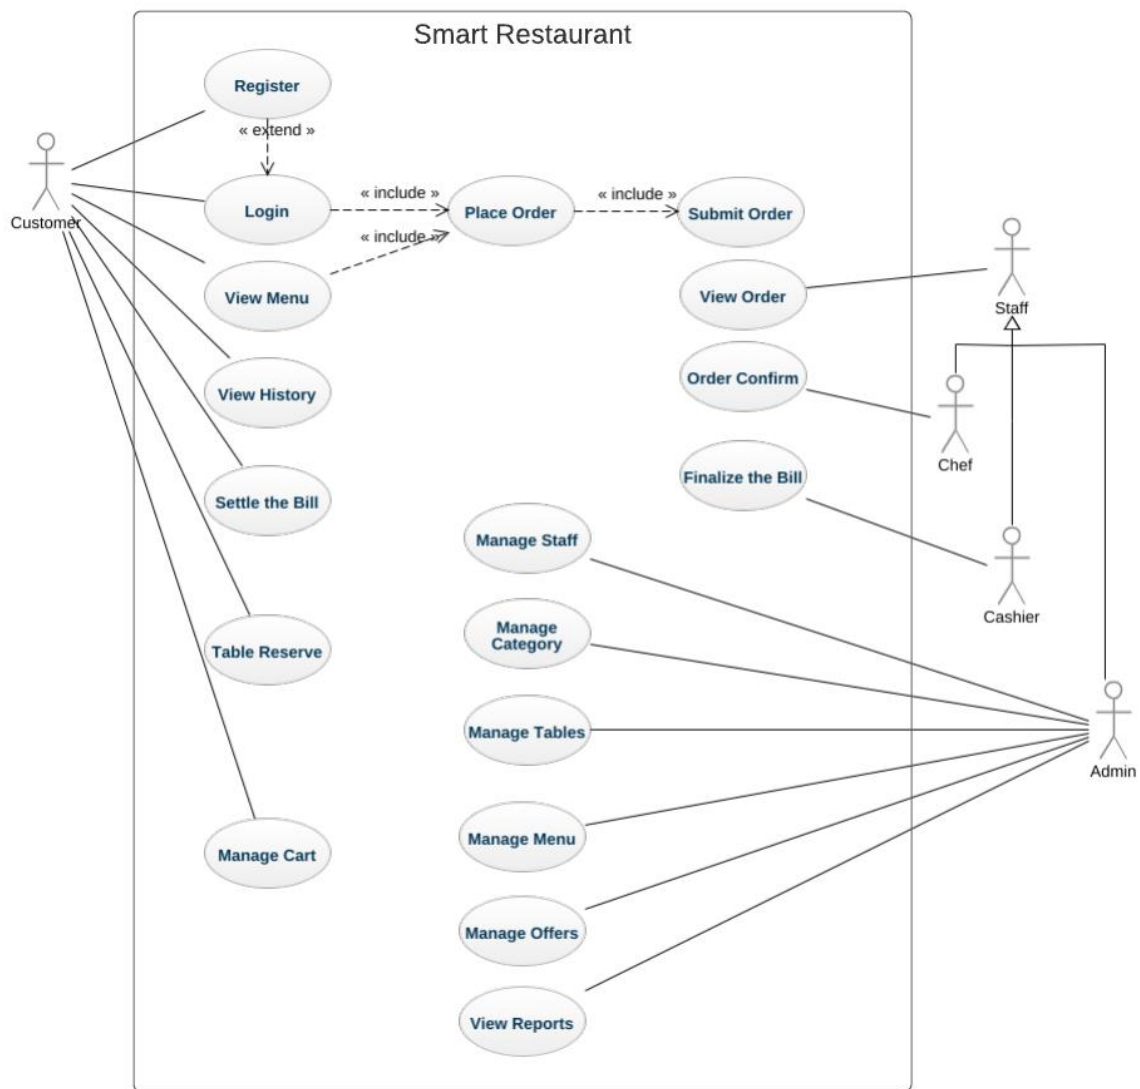 Smart Restaurant
Register
« extend »
Customer
Login
« include »
Place Order
« include »
Submit Order
« include »
View Menu
View Order
Staff
View History
Order Confirm
Chef
Settle the Bill
Finalize the Bill
Manage Staff
Cashier
Manage
Category
Table Reserve
Manage Tables
Admin
Manage Menu
Manage Cart
Manage Offers
View Reports